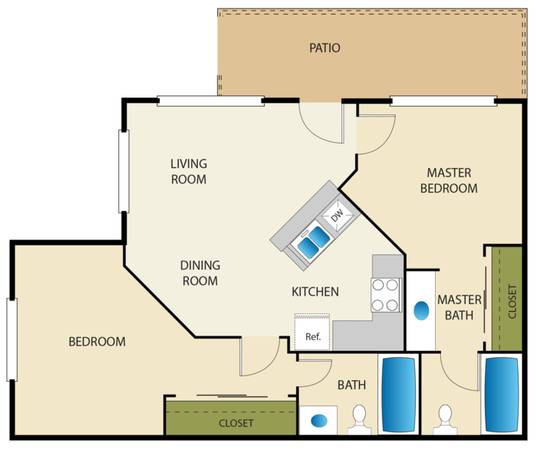 PATIO
LIVING
ROOM
MASTER
BEDROOM
DW
DINING
ROOM
KITCHEN
MASTER
BATH
CLOSET
Ref.
BEDROOM
BATH
CLOSET